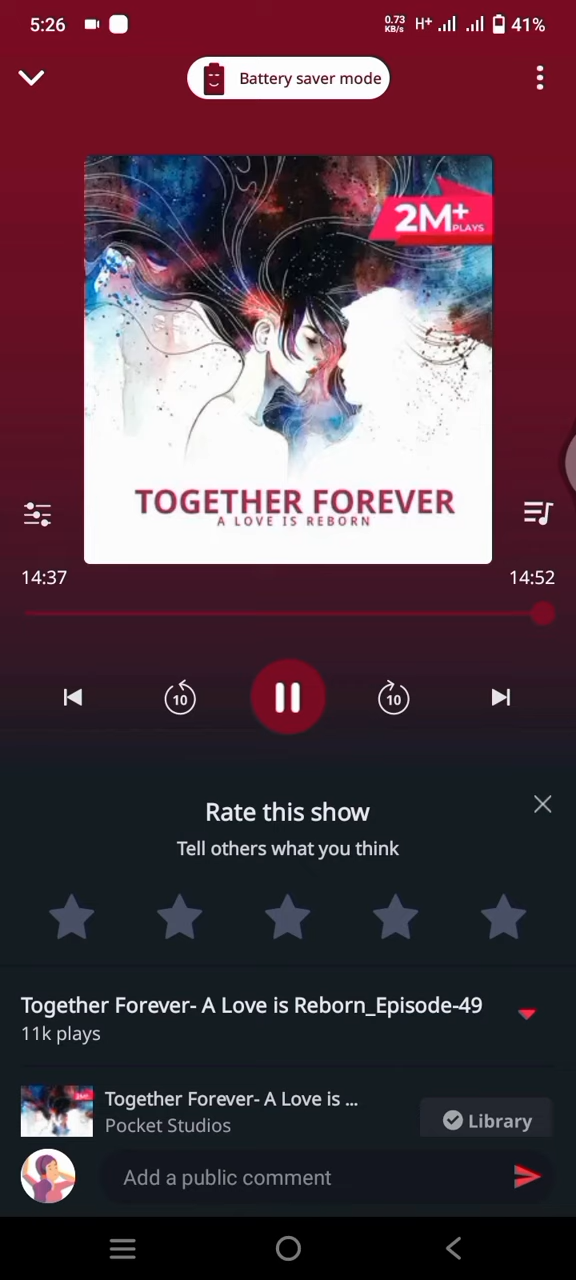 5:26
0.73 KB/s H+ 41%
Battery saver mode
2M+ PLAYS
TOGETHER FOREVER
A LOVE IS REBORN
14:37 14:52
10 10
Rate this show
Tell others what you think
Together Forever- A Love is Reborn_Episode-49
11k plays
Together Forever- A Love is ...
Pocket Studios
Library
Add a public comment